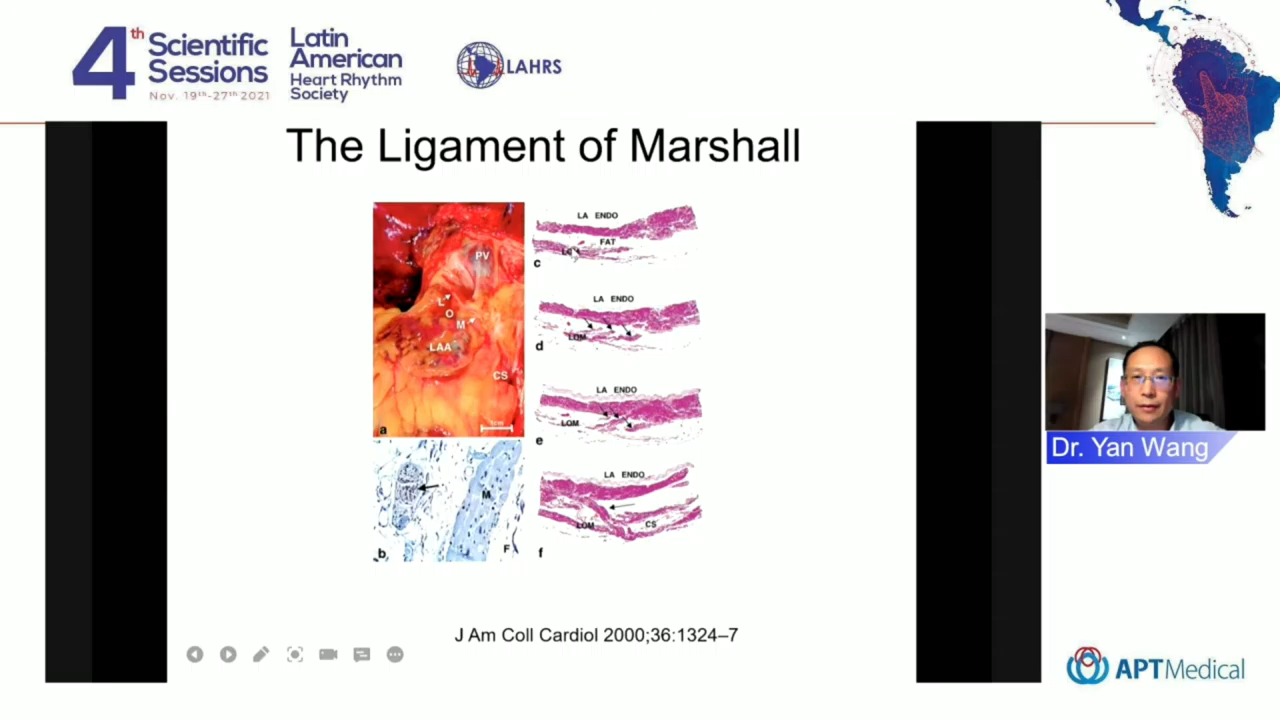 4th Scientific
Sessions
Nov. 19th-27th 2021
Latin
American
Heart Rhythm
Society
LAHRS
The Ligament of Marshall
PV
L
O
M
LAA
CS
a
M
F
b
LA ENDO
FAT
c
LA ENDO
LOM
d
LA ENDO
LOM
e
LA ENDO
LOM
CS
f
J Am Coll Cardiol 2000;36:1324–7
Dr. Yan Wang
APT Medical